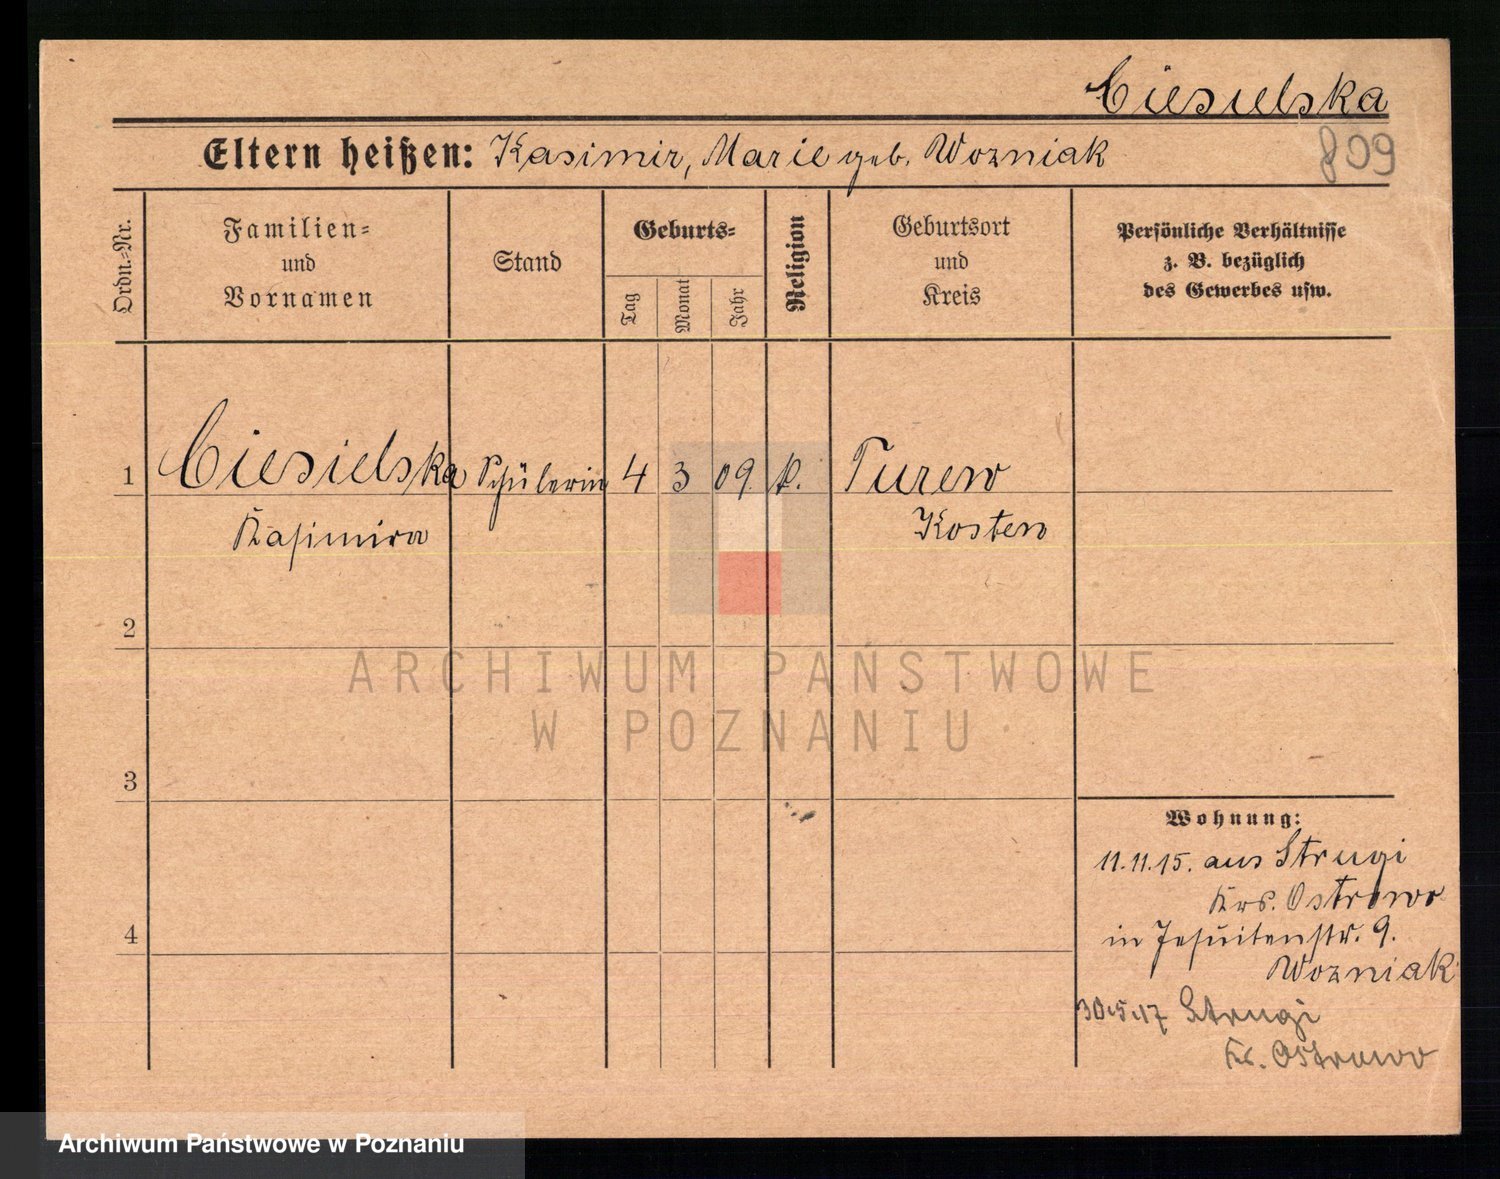 Ciesielska
Eltern heißen: Kasimir, Marie geb. Wozniak
809
Ordn.-Nr.
Familien-
und
Vornamen
Stand
Geburts-
Tag
Monat
Jahr
Religion
Geburtsort
und
Kreis
Persönliche Verhältnisse
z. B. bezüglich
des Gewerbes usw.
1 Ciesielska Schülerin 4 3 09. k. Turew
Kasimira Kosten
2
3
4
Wohnung:
11.11.15. aus Strugi
Krs. Ostrowo
in Jesuitenstr. 9.
Wozniak
30.5.17 Strugi
Kr. Ostrowo
ARCHIWUM PAŃSTWOWE
W POZNANIU
Archiwum Państwowe w Poznaniu